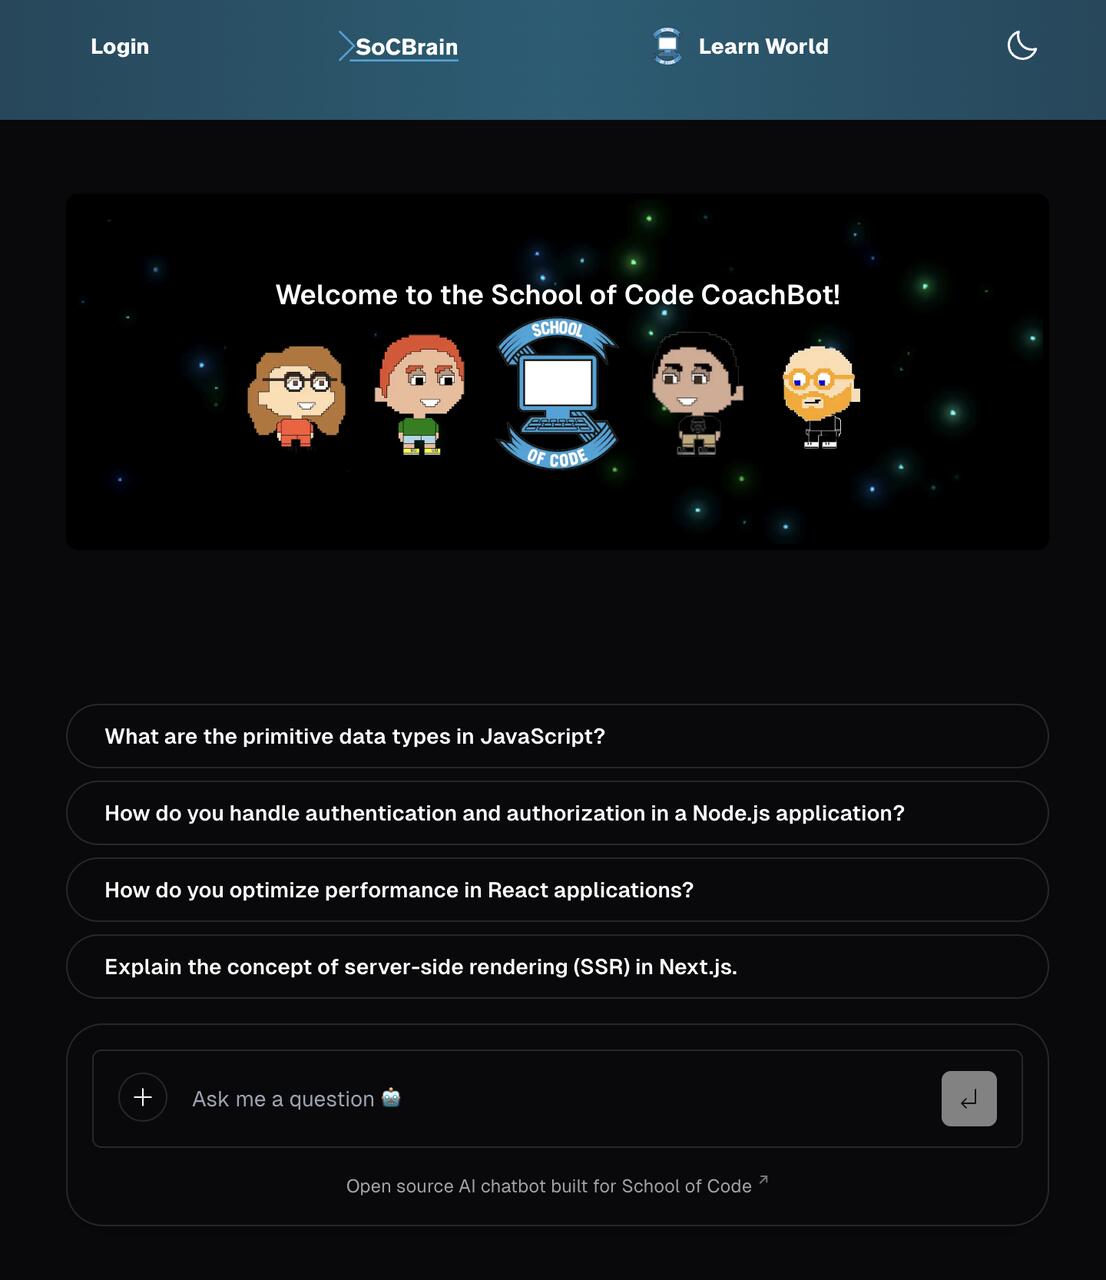 Login
SoCBrain
Learn World
Welcome to the School of Code CoachBot!
SCHOOL
OF CODE
What are the primitive data types in JavaScript?
How do you handle authentication and authorization in a Node.js application?
How do you optimize performance in React applications?
Explain the concept of server-side rendering (SSR) in Next.js.
Ask me a question 🤖
Open source AI chatbot built for School of Code